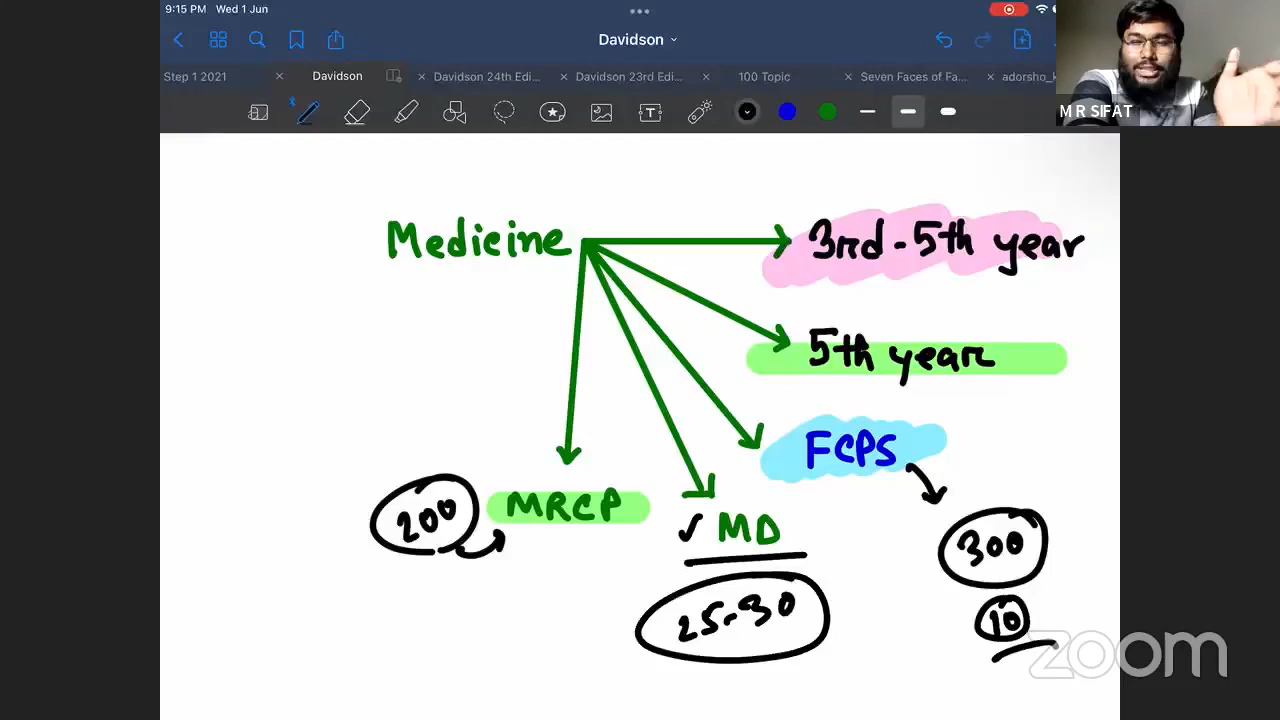 9:15 PM Wed 1 Jun
Davidson
Step 1 2021
Davidson
Davidson 24th Edi...
Davidson 23rd Edi...
100 Topic
Seven Faces of Fa...
adorsho_k
M R SIFAT
Medicine
3rd - 5th year
5th year
FCPS
MRCP
200
MD
300
25-30
10
zoom